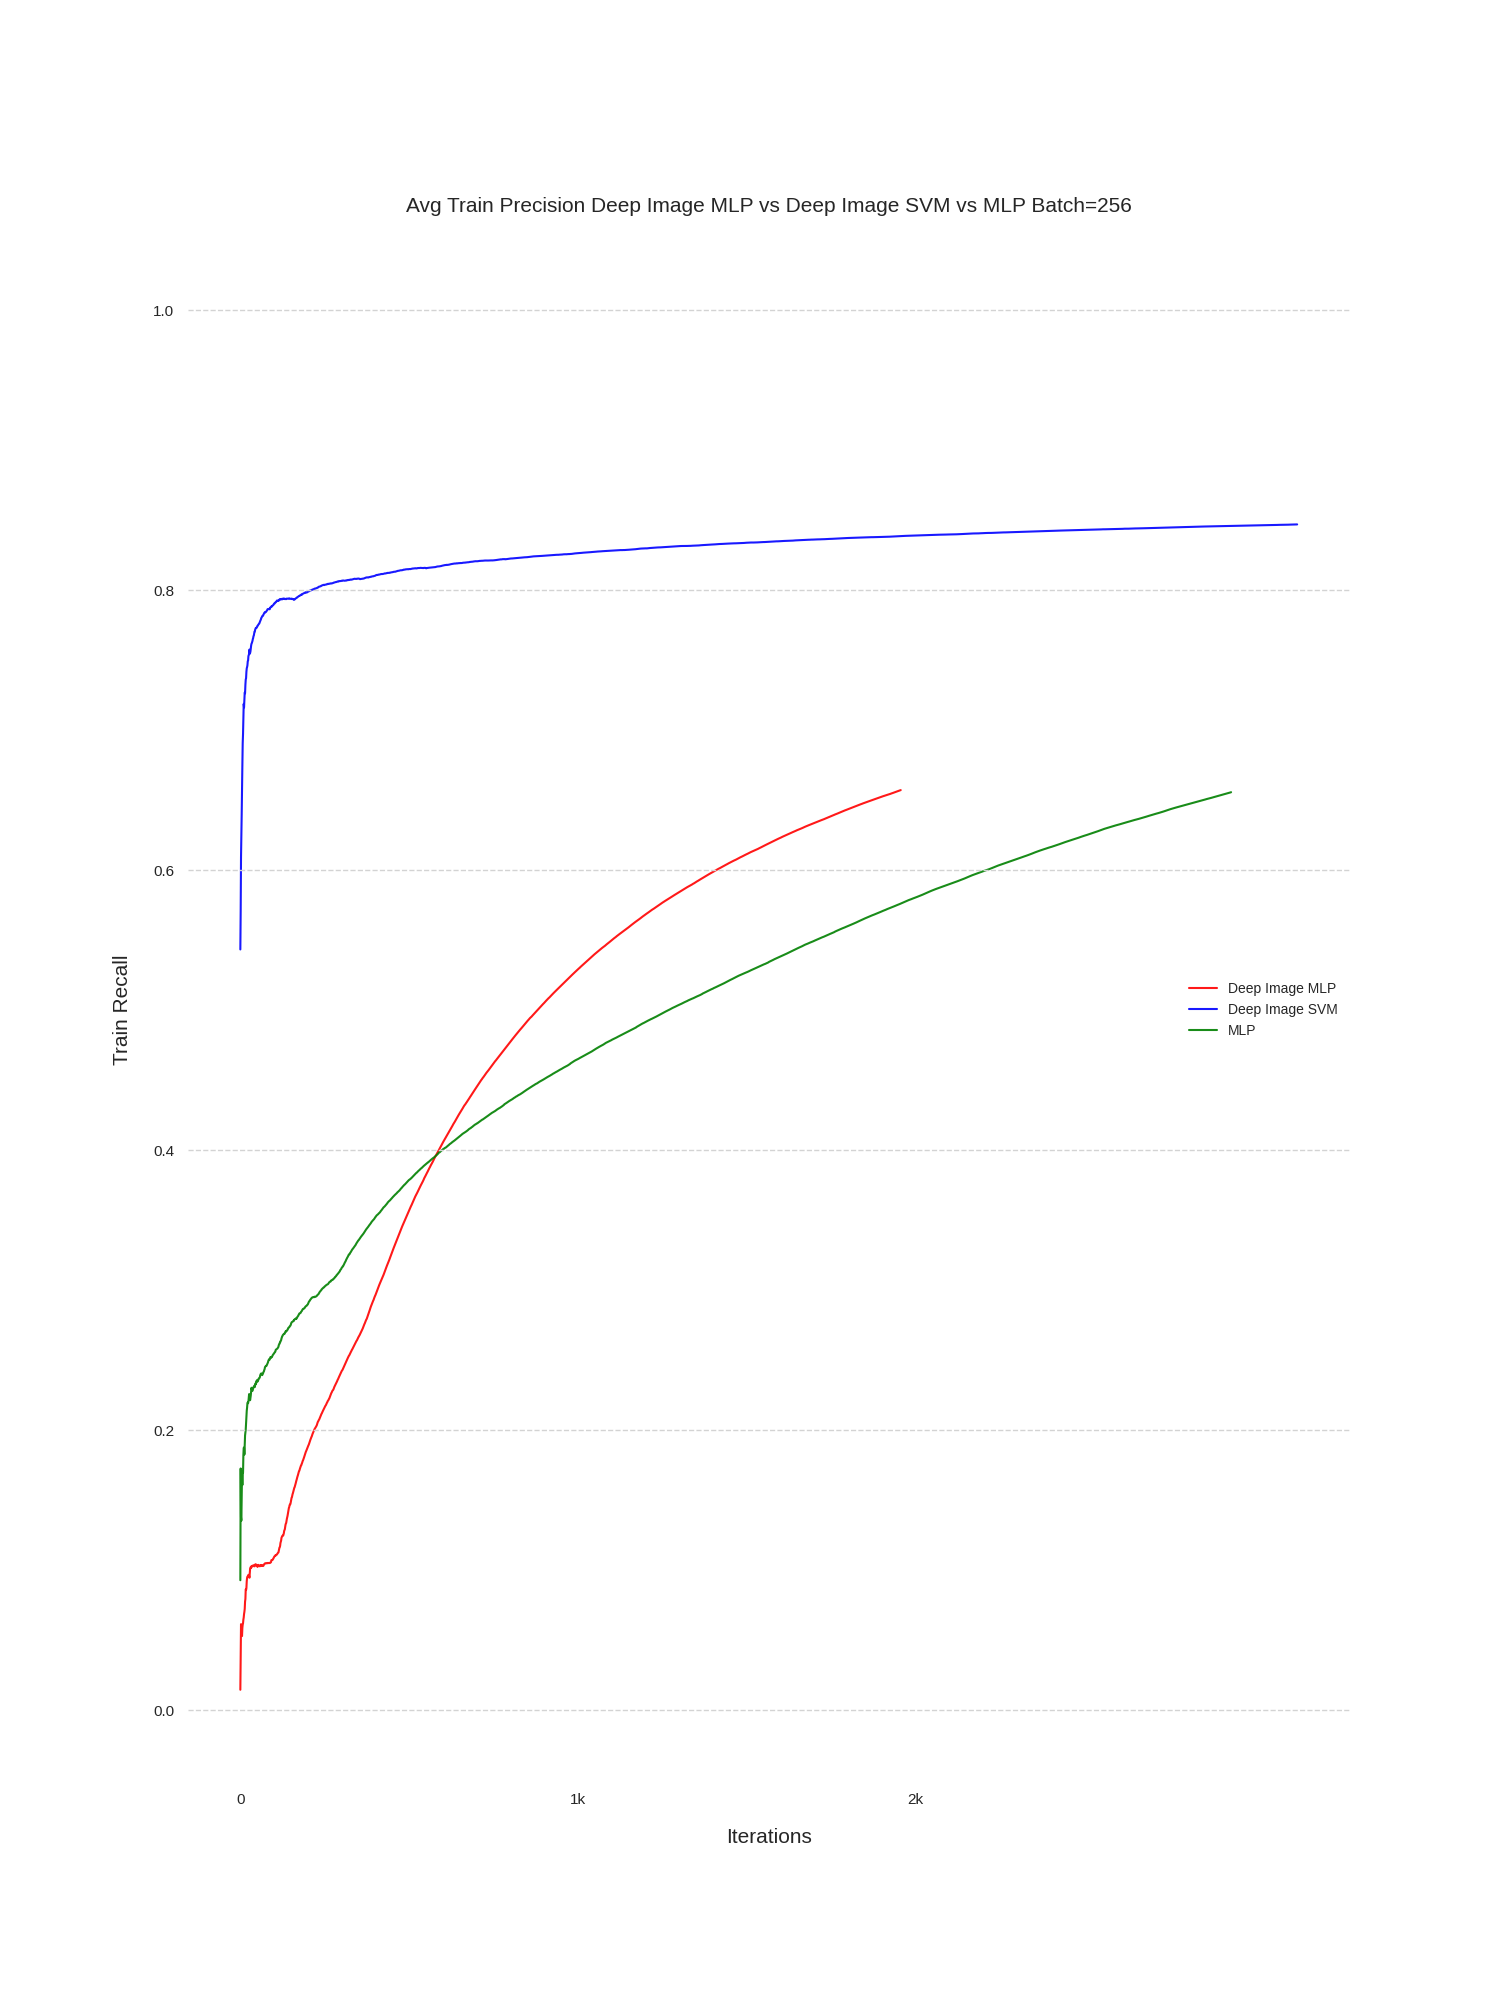 Avg Train Precision Deep Image MLP vs Deep Image SVM vs MLP Batch=256
1.0
0.8
0.6
0.4
0.2
0.0
Train Recall
Deep Image MLP
Deep Image SVM
MLP
0 1k 2k
Iterations